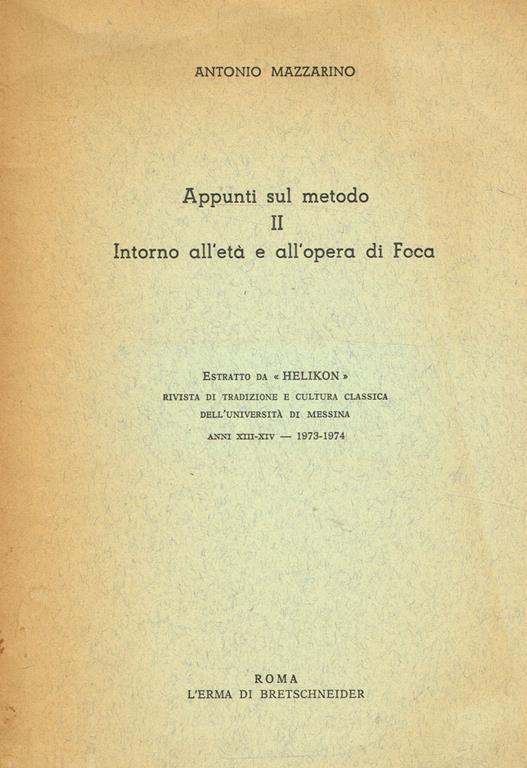 ANTONIO MAZZARINO
Appunti sul metodo
II
Intorno all'età e all'opera di Foca
ESTRATTO DA « HELIKON »
RIVISTA DI TRADIZIONE E CULTURA CLASSICA
DELL'UNIVERSITÀ DI MESSINA
ANNI XIII-XIV — 1973-1974
ROMA
L'ERMA DI BRETSCHNEIDER